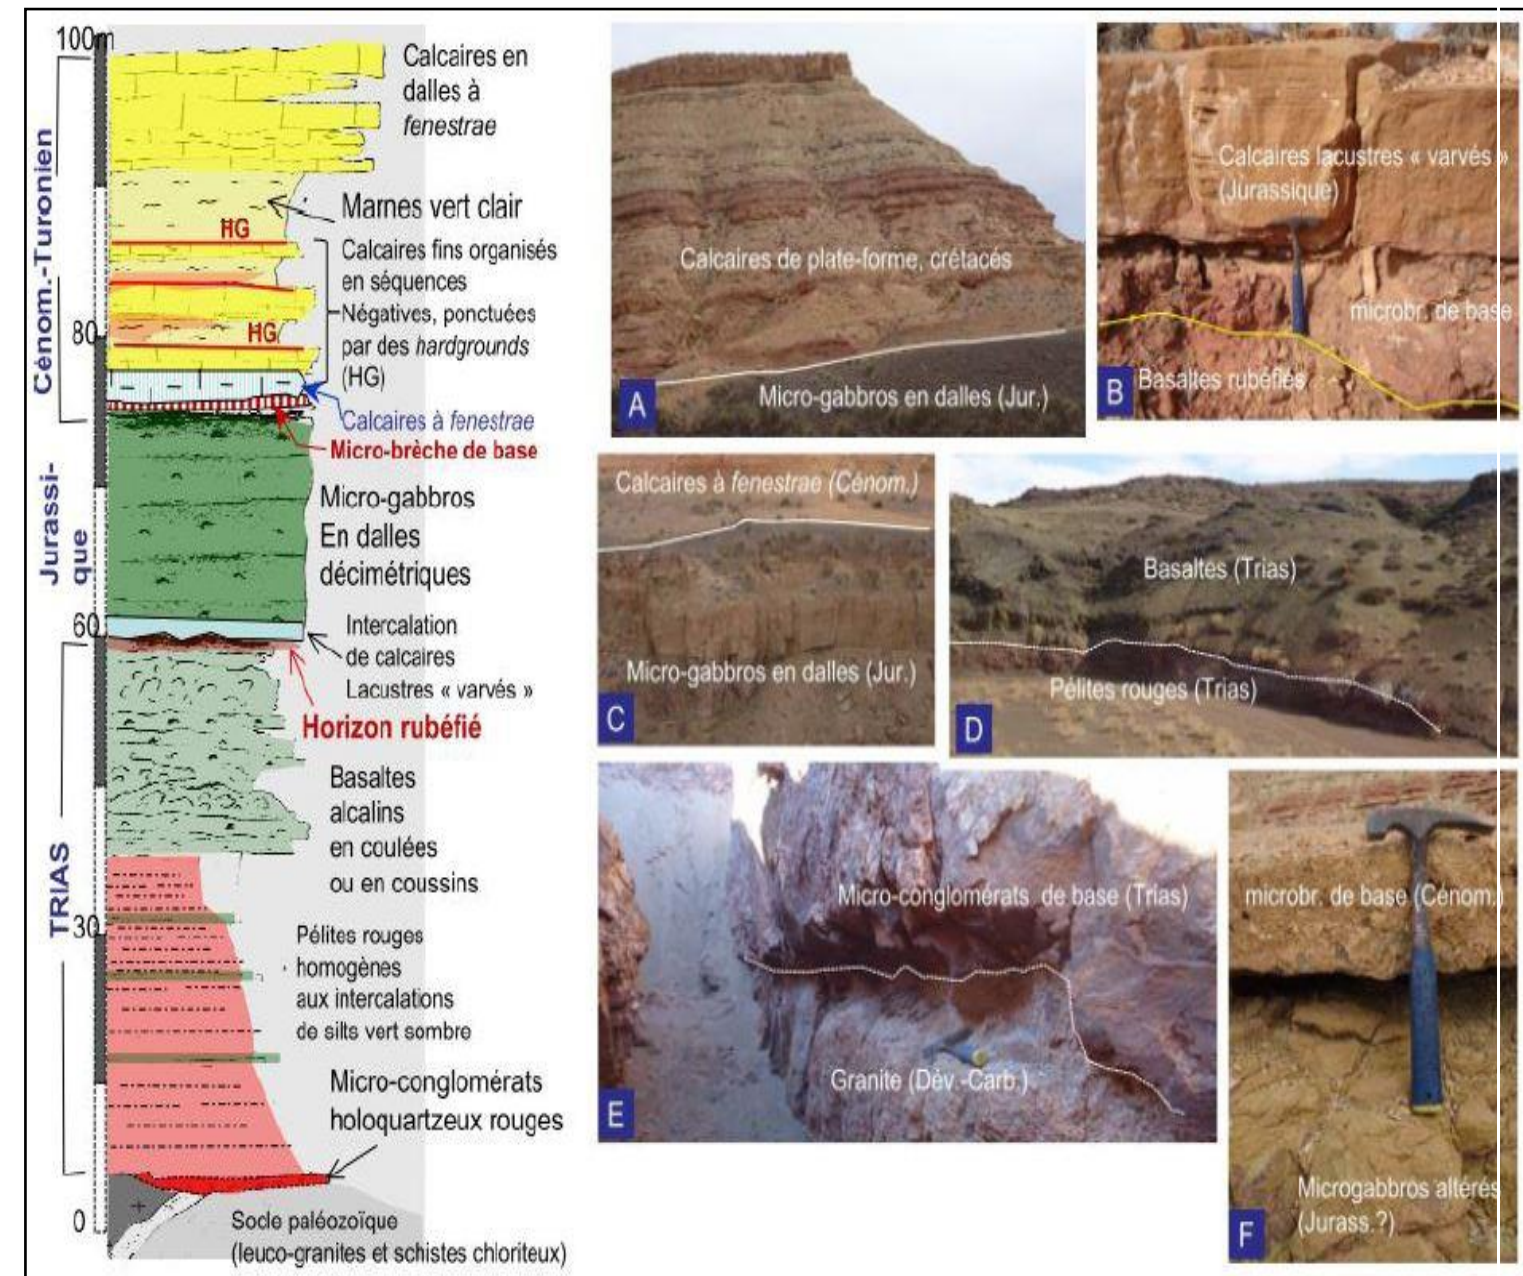 100m
Calcaires en
dalles à
fenestrae
Cénom.-Turonien
Marnes vert clair
HG
Calcaires fins organisés
en séquences
Négatives, ponctuées
par des hardgrounds
(HG)
HG
80
Calcaires à fenestrae
Micro-brèche de base
Jurassi-
que
Micro-gabbros
En dalles
décimétriques
60
Intercalation
de calcaires
Lacustres « varvés »
Horizon rubéfié
TRIAS
Basaltes
alcalins
en coulées
ou en coussins
30
Pélites rouges
homogènes
aux intercalations
de silts vert sombre
Micro-conglomérats
holoquartzeux rouges
0
Socle paléozoïque
(leuco-granites et schistes chloriteux)
Calcaires de plate-forme, crétacés
Micro-gabbros en dalles (Jur.)
A
Calcaires lacustres « varvés »
(Jurassique)
microbr. de base
Basaltes rubéfiés
B
Calcaires à fenestrae (Cénom.)
Micro-gabbros en dalles (Jur.)
C
Basaltes (Trias)
Pélites rouges (Trias)
D
Micro-conglomérats de base (Trias)
Granite (Dév.-Carb.)
E
microbr. de base (Cénom.)
Microgabbros altérés
(Jurass.?)
F